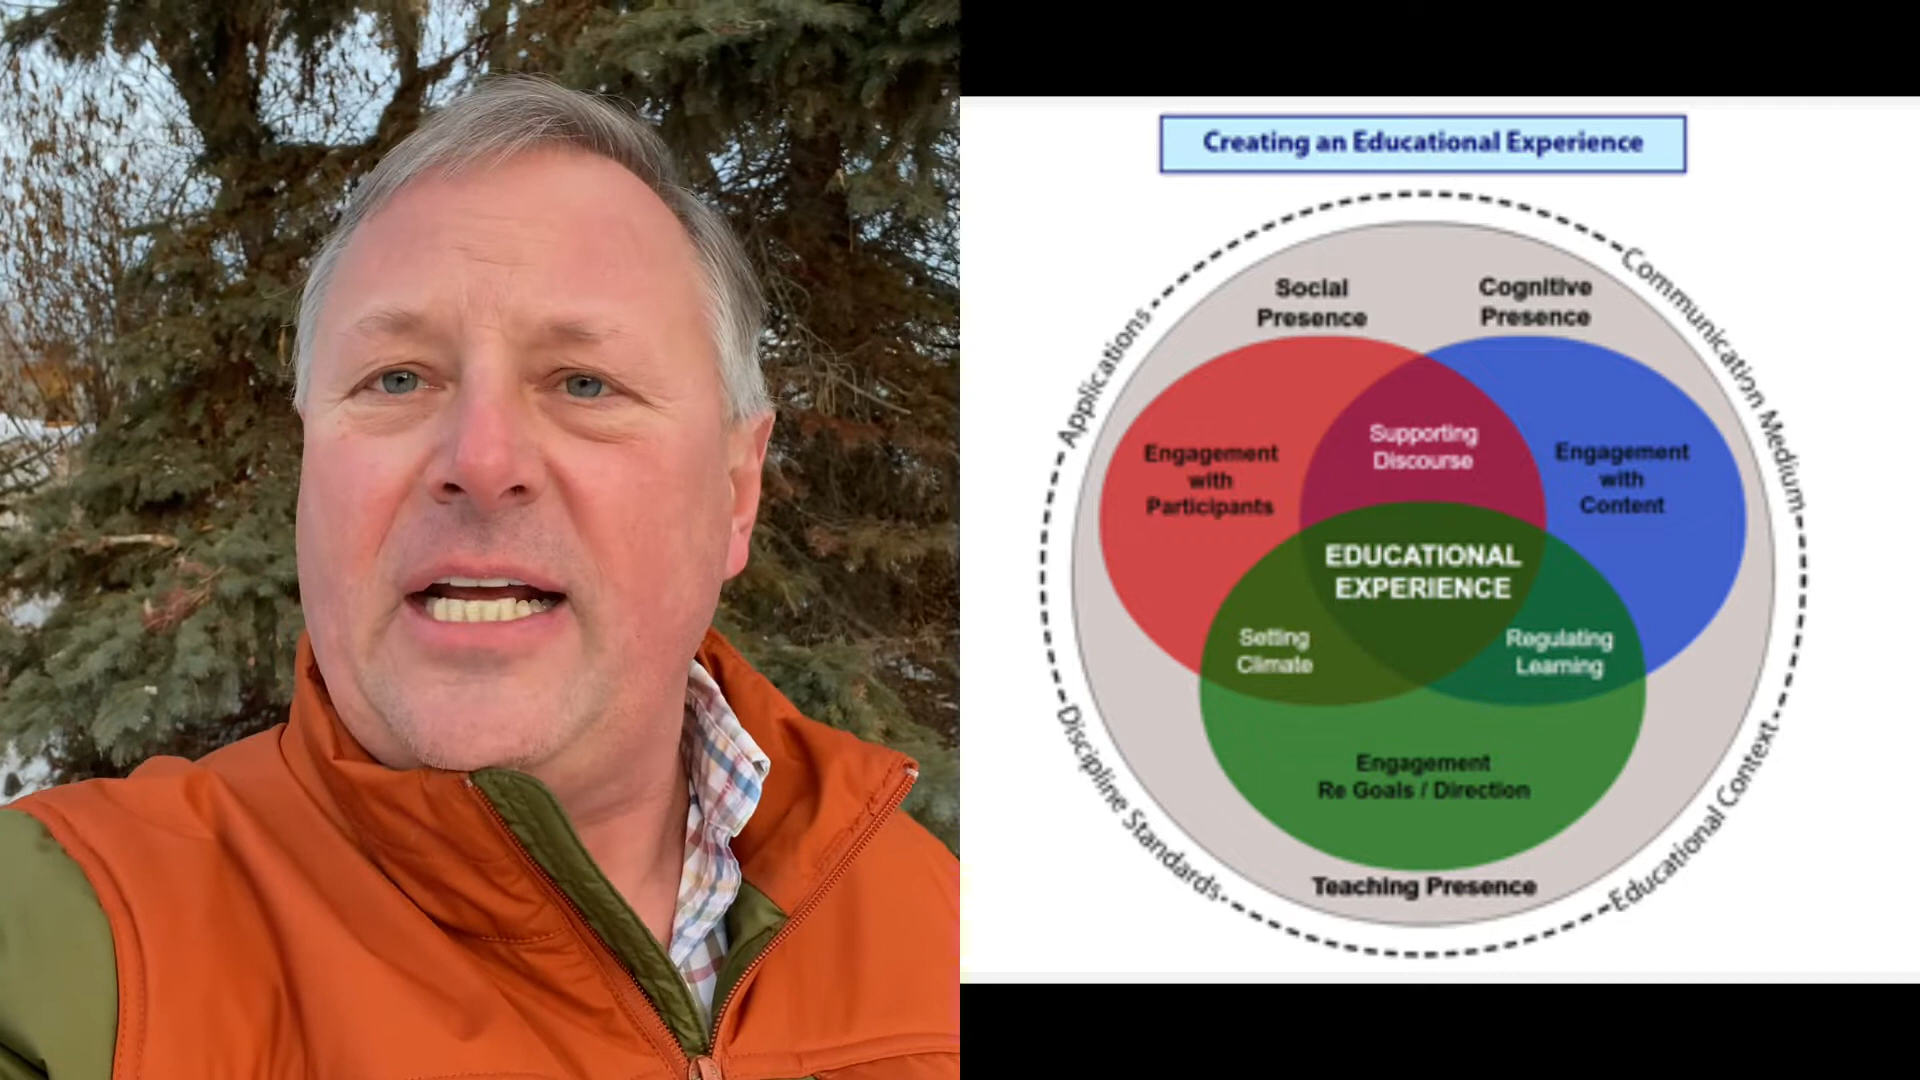 Creating an Educational Experience
Social
Presence
Cognitive
Presence
Applications
Communication Medium
Supporting
Discourse
Engagement
with
Participants
Engagement
with
Content
EDUCATIONAL
EXPERIENCE
Setting
Climate
Regulating
Learning
Engagement
Re Goals / Direction
Teaching Presence
Discipline Standards
Educational Context